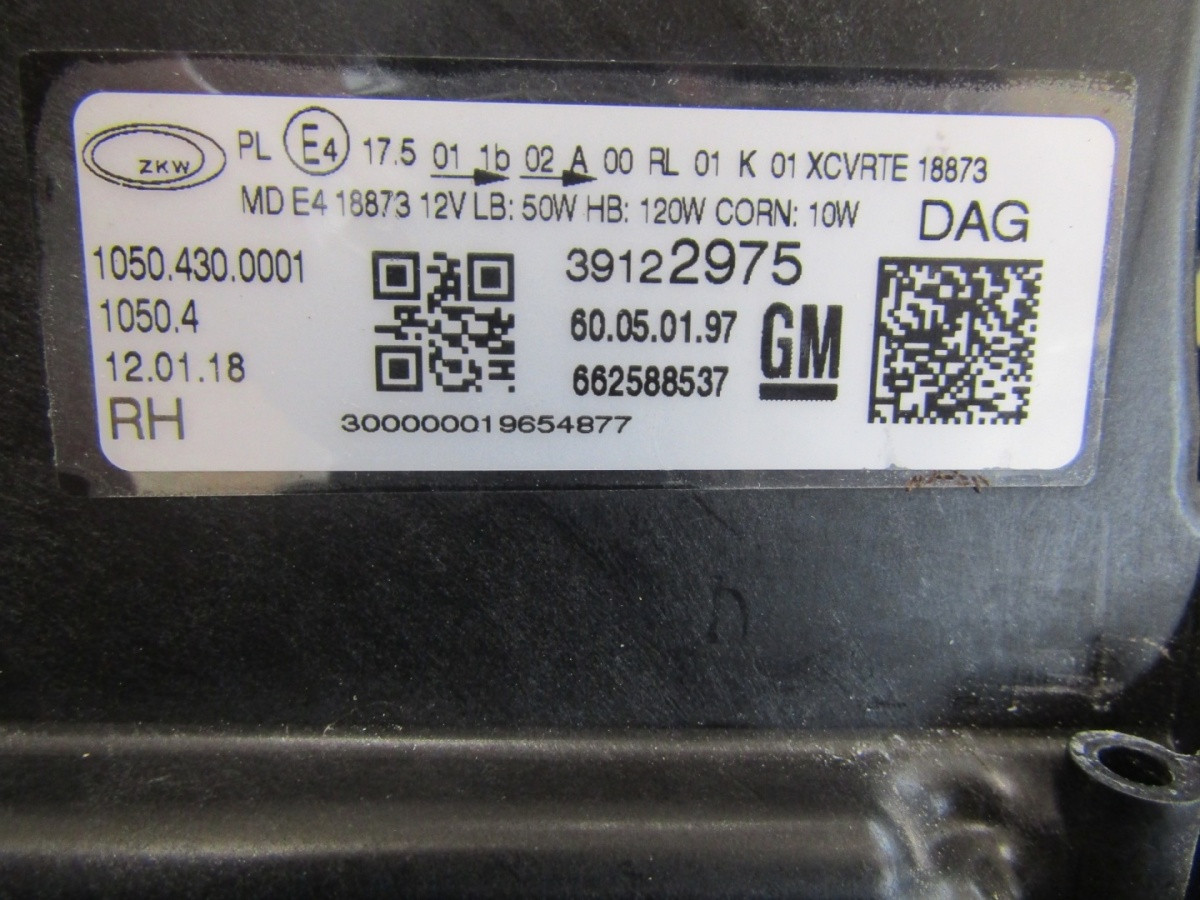 ZKW
PL E4 17.5 01 1b 02 A 00 RL 01 K 01 XCVRTE 18873
MD E4 18873 12V LB: 50W HB: 120W CORN: 10W
DAG
1050.430.0001
1050.4
12.01.18
RH
39122975
60.05.01.97
662588537
GM
300000019654877